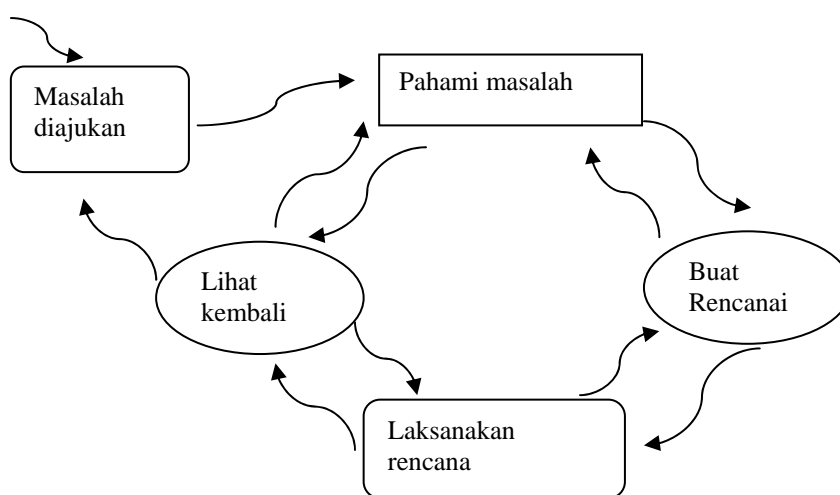 Masalah
diajukan
Pahami masalah
Lihat
kembali
Buat
Rencanai
Laksanakan
rencana